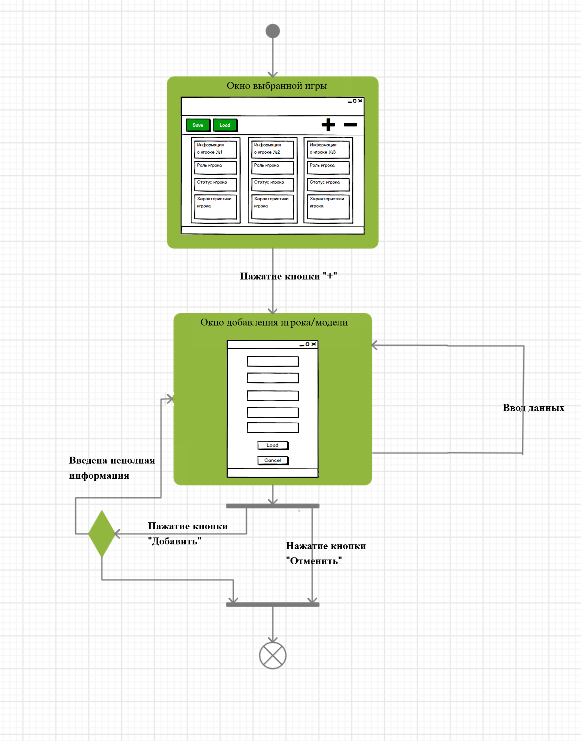 Окно выбранной игры
Save
Load
Информация
о игроке №1
Роль игрока
Статус игрока
Характеристики
игрока
Информация
о игроке №2
Роль игрока
Статус игрока
Характеристики
игрока
Информация
о игроке №3
Роль игрока
Статус игрока
Характеристики
игрока
Нажатие кнопки "+"
Окно добавления игрока/модели
Load
Cancel
Ввод данных
Введена неполная
информация
Нажатие кнопки
"Добавить"
Нажатие кнопки
"Отменить"